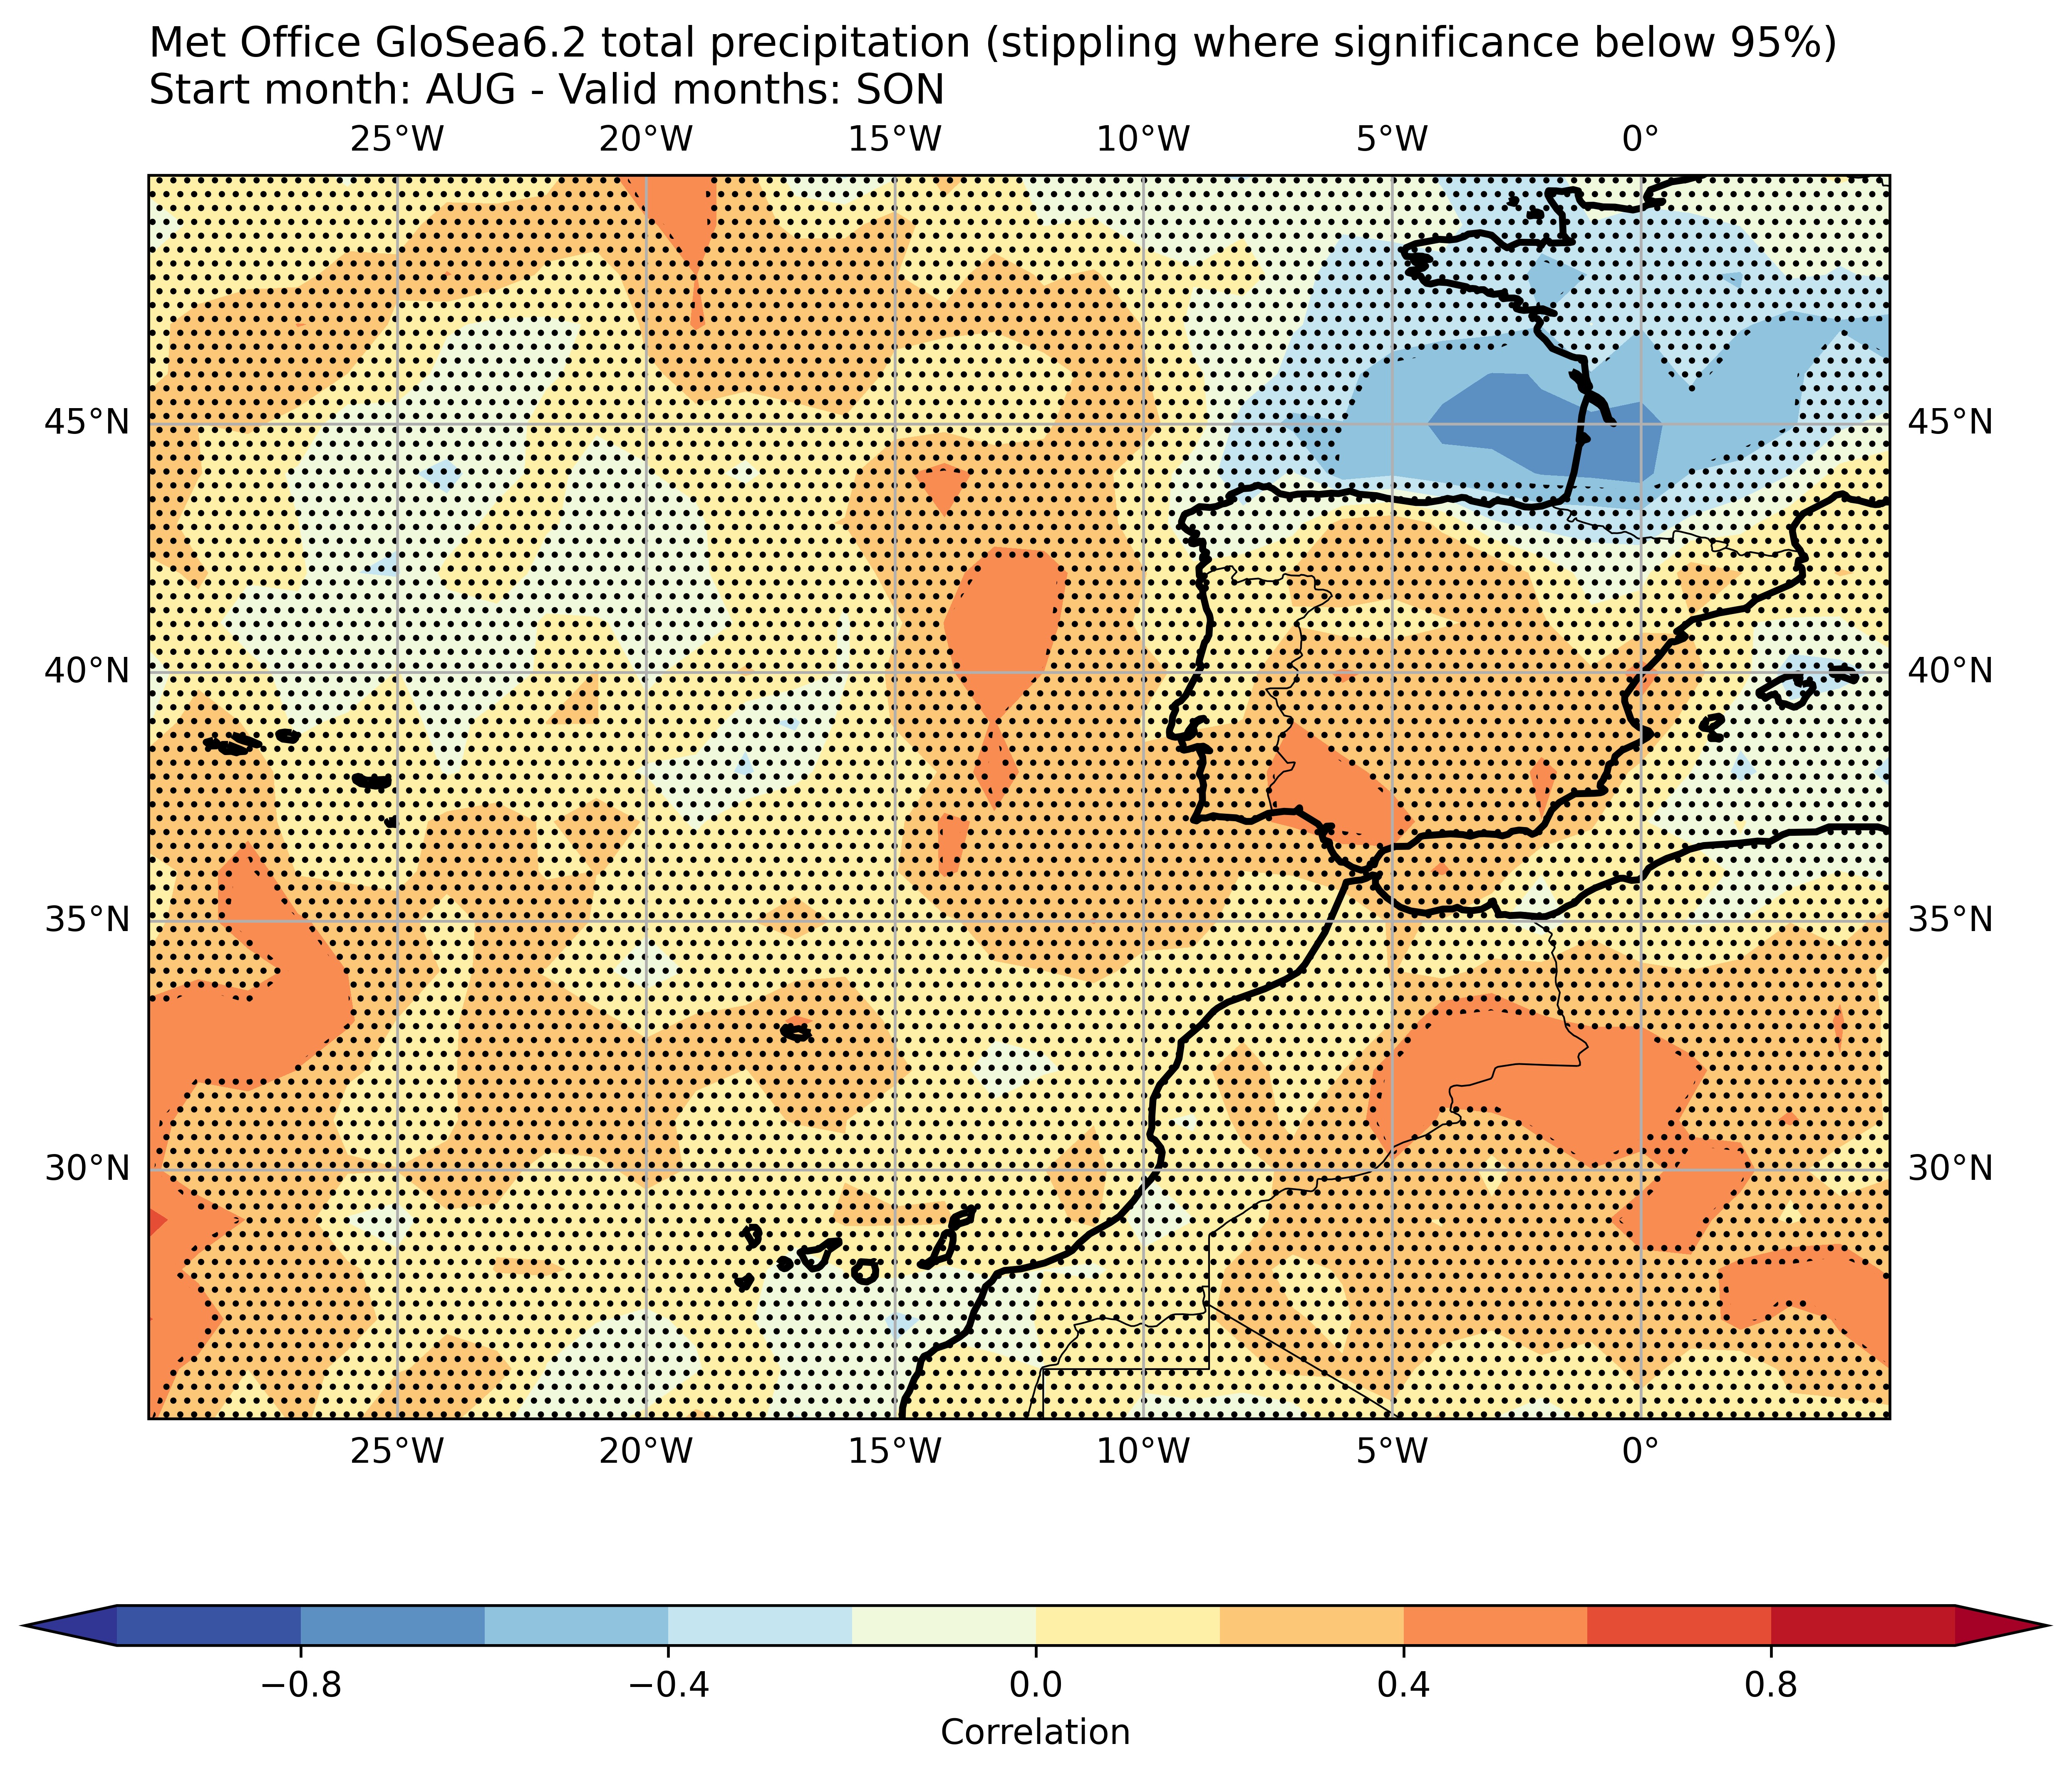 Met Office GloSea6.2 total precipitation (stippling where significance below 95%)
Start month: AUG - Valid months: SON
25°W 20°W 15°W 10°W 5°W 0°
45°N 45°N
40°N 40°N
35°N 35°N
30°N 30°N
25°W 20°W 15°W 10°W 5°W 0°
−0.8 −0.4 0.0 0.4 0.8
Correlation